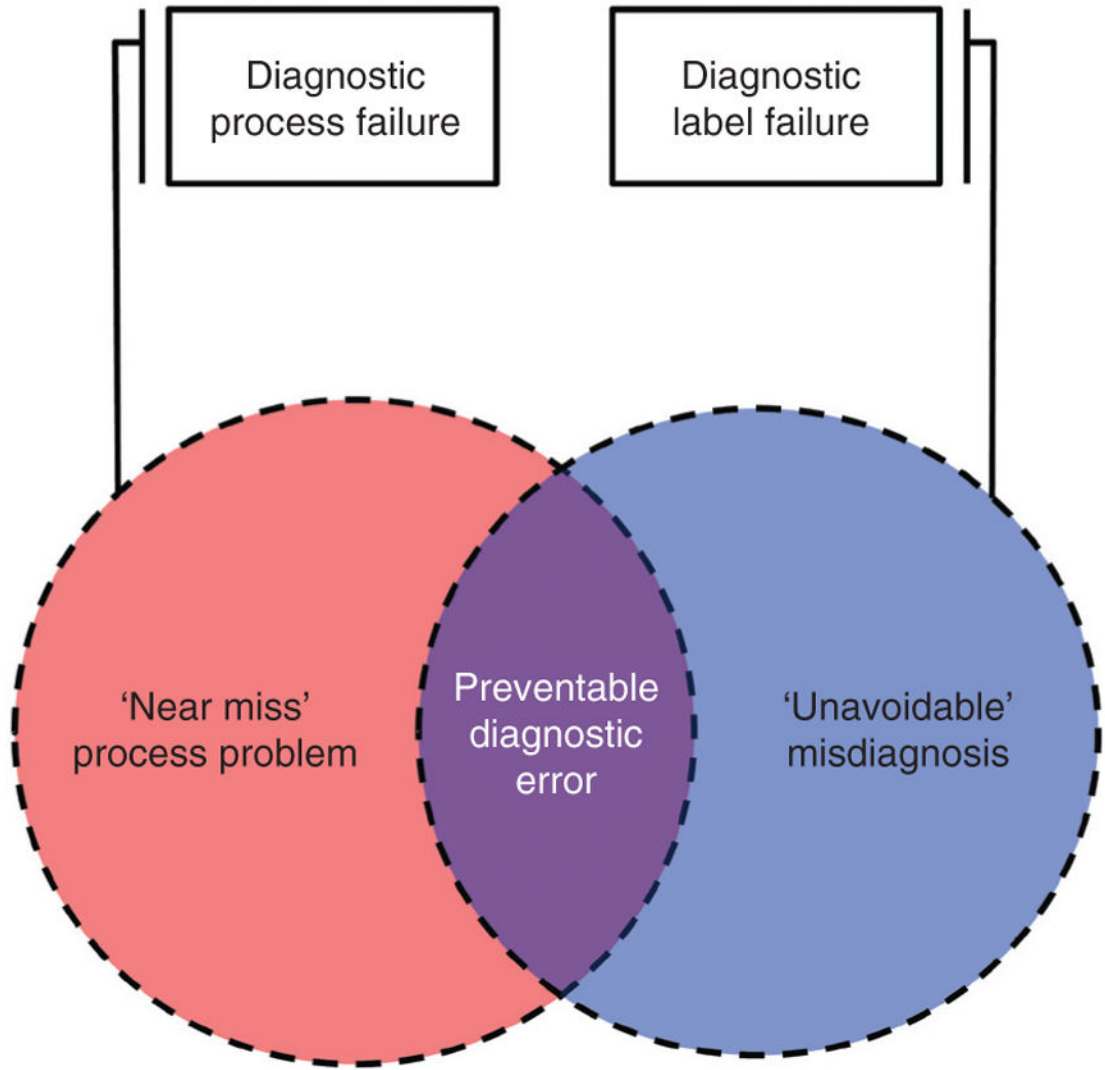 Diagnostic
process failure
Diagnostic
label failure
‘Near miss’
process problem
Preventable
diagnostic
error
‘Unavoidable’
misdiagnosis